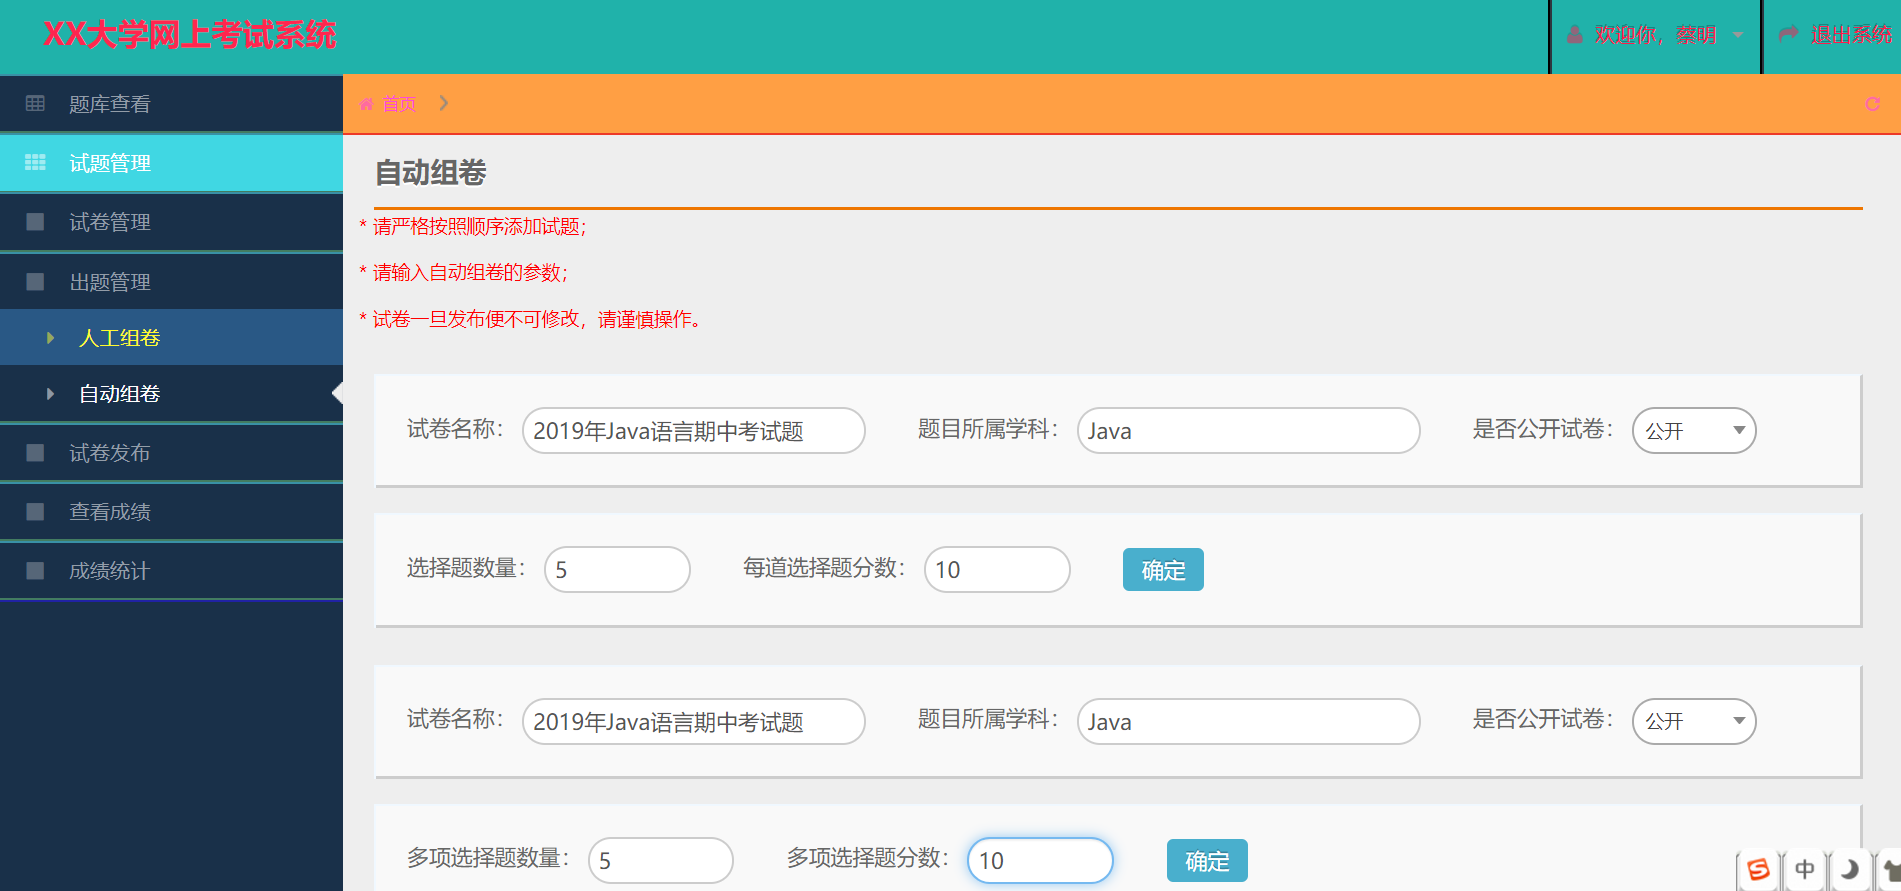 XX大学网上考试系统
欢迎你，蔡明
退出系统
题库查看
试题管理
试卷管理
出题管理
人工组卷
自动组卷
试卷发布
查看成绩
成绩统计
首页
自动组卷
* 请严格按照顺序添加试题；
* 请输入自动组卷的参数；
* 试卷一旦发布便不可修改，请谨慎操作。
试卷名称： 2019年Java语言期中考试题 题目所属学科： Java 是否公开试卷： 公开
选择题数量： 5 每道选择题分数： 10 确定
试卷名称： 2019年Java语言期中考试题 题目所属学科： Java 是否公开试卷： 公开
多项选择题数量： 5 多项选择题分数： 10 确定
S 中